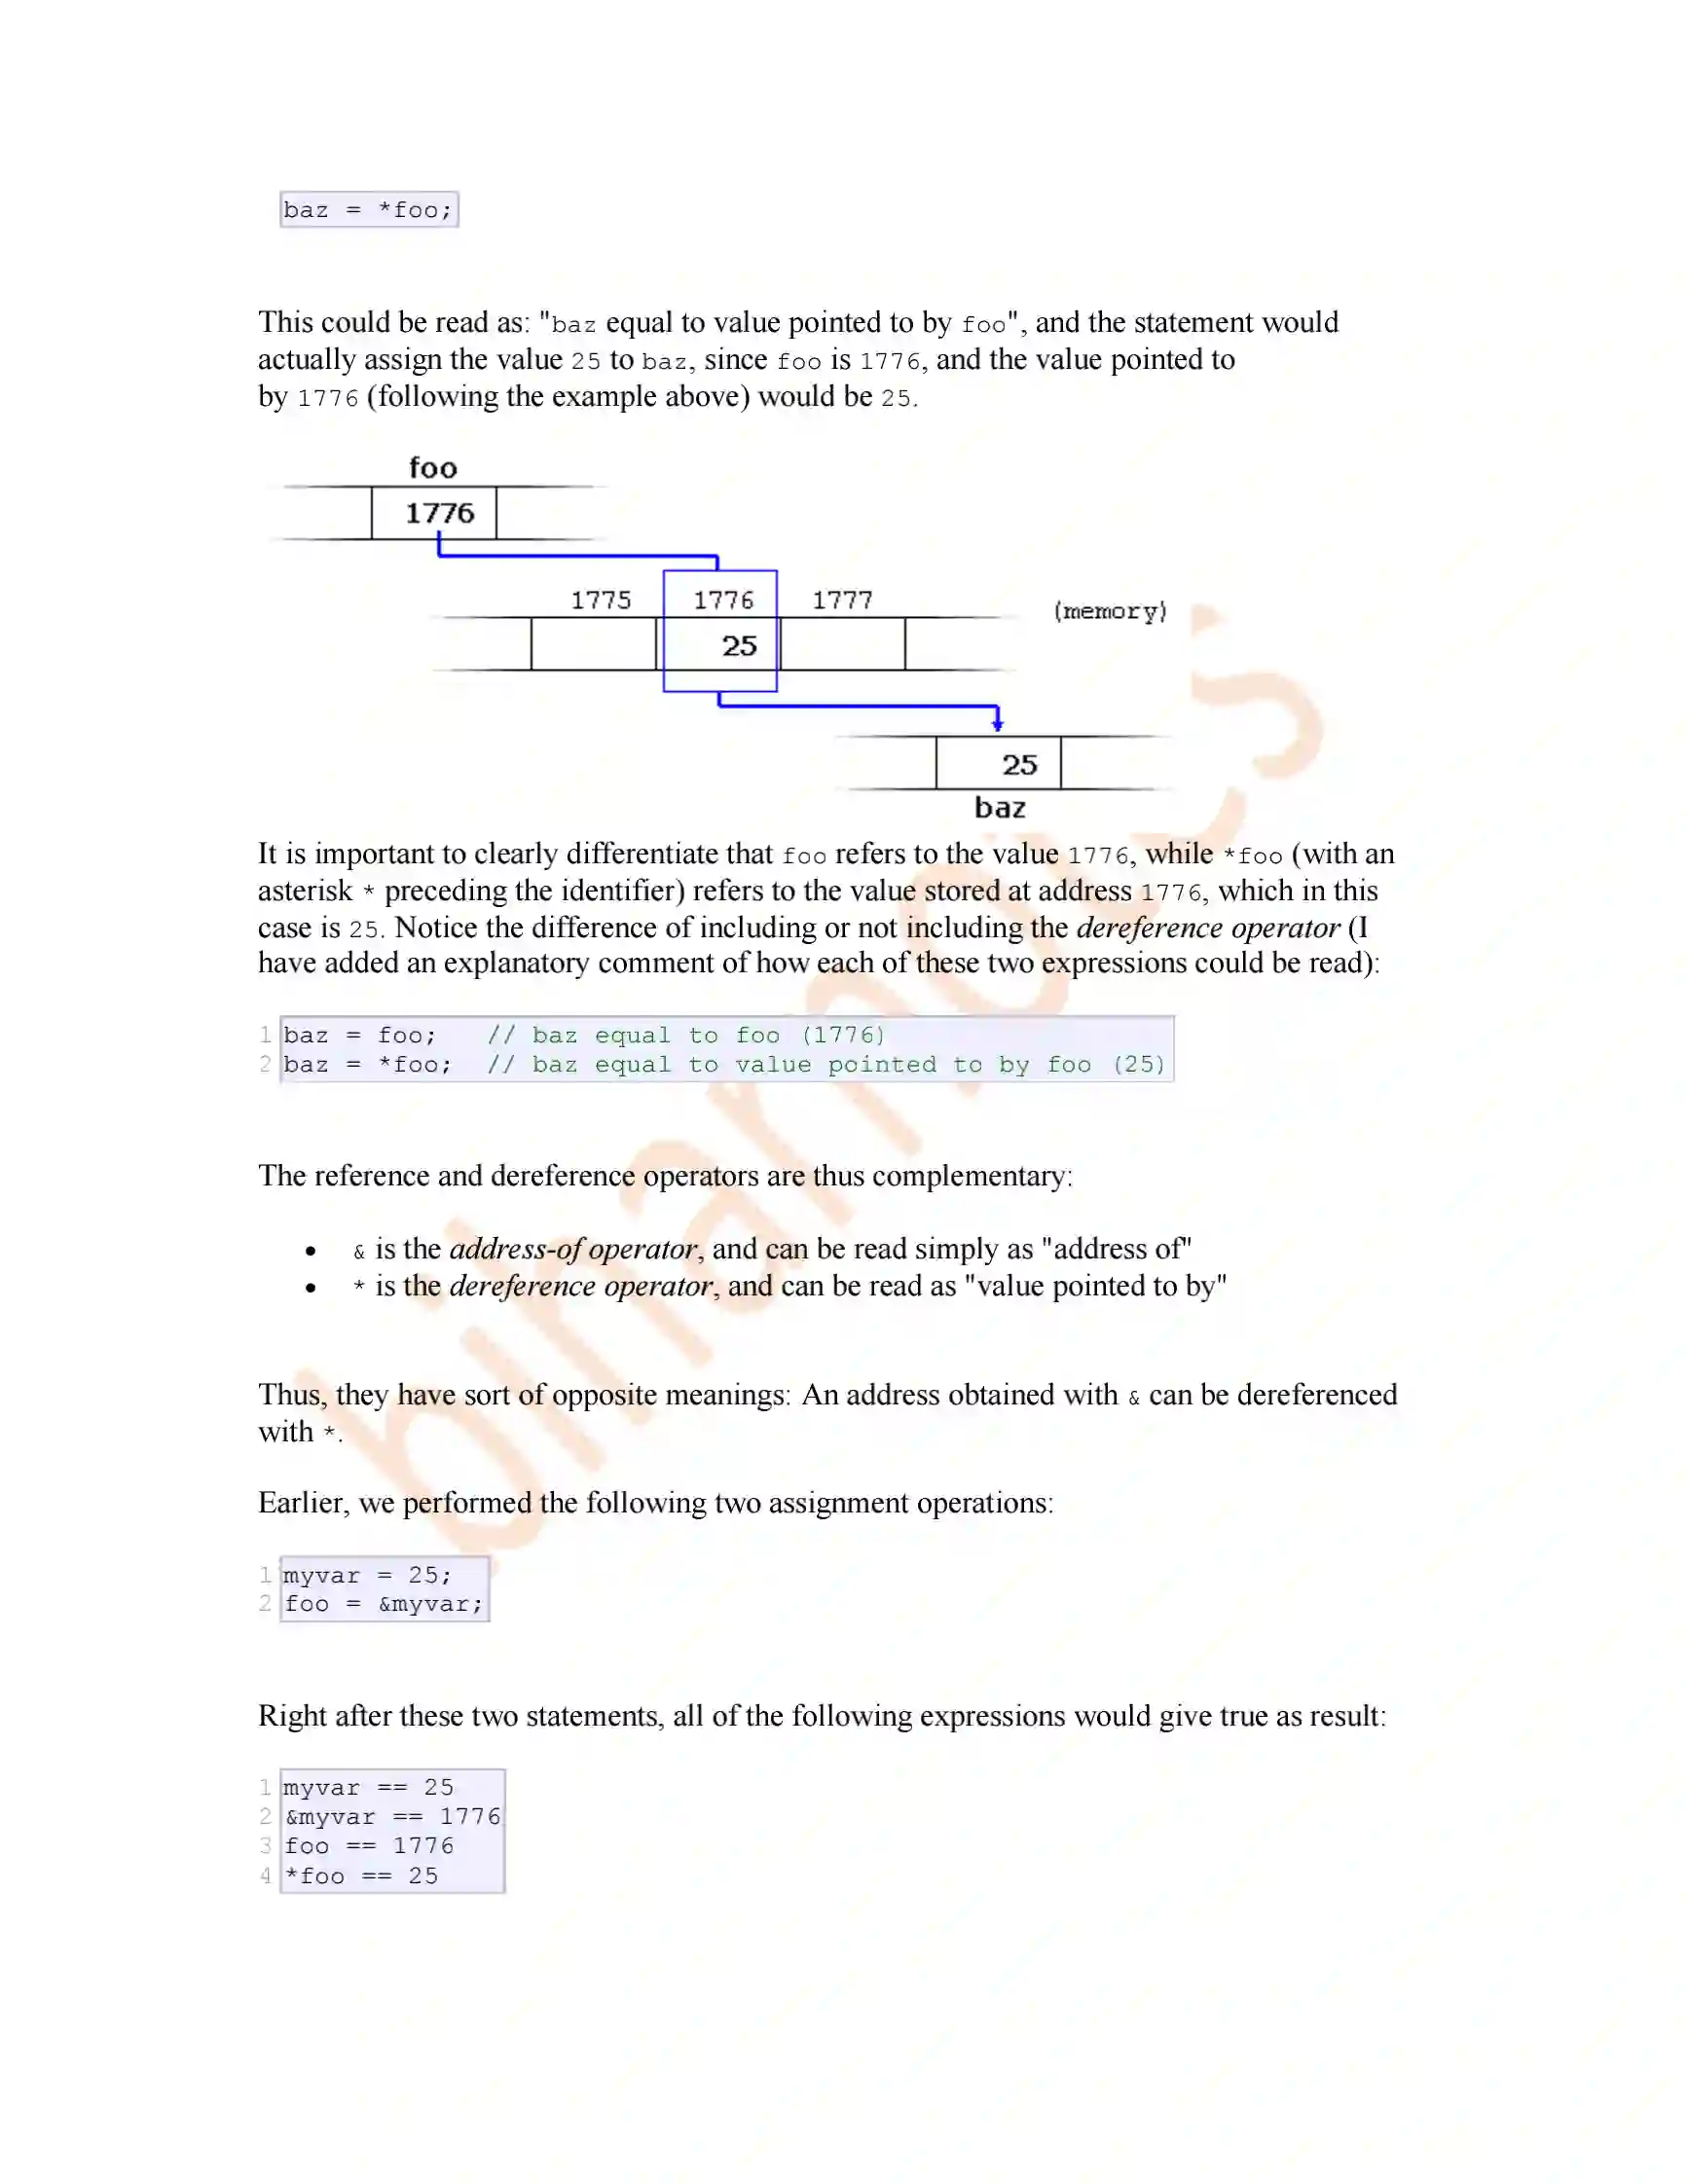 baz = *foo;
This could be read as: "baz equal to value pointed to by foo", and the statement would
actually assign the value 25 to baz, since foo is 1776, and the value pointed to
by 1776 (following the example above) would be 25.
foo
1776
1775 1776 1777 (memory)
25
25
baz
It is important to clearly differentiate that foo refers to the value 1776, while *foo (with an
asterisk * preceding the identifier) refers to the value stored at address 1776, which in this
case is 25. Notice the difference of including or not including the dereference operator (I
have added an explanatory comment of how each of these two expressions could be read):
1 baz = foo; // baz equal to foo (1776)
2 baz = *foo; // baz equal to value pointed to by foo (25)
The reference and dereference operators are thus complementary:
• & is the address-of operator, and can be read simply as "address of"
• * is the dereference operator, and can be read as "value pointed to by"
Thus, they have sort of opposite meanings: An address obtained with & can be dereferenced
with *.
Earlier, we performed the following two assignment operations:
1 myvar = 25;
2 foo = &myvar;
Right after these two statements, all of the following expressions would give true as result:
1 myvar == 25
2 &myvar == 1776
3 foo == 1776
4 *foo == 25